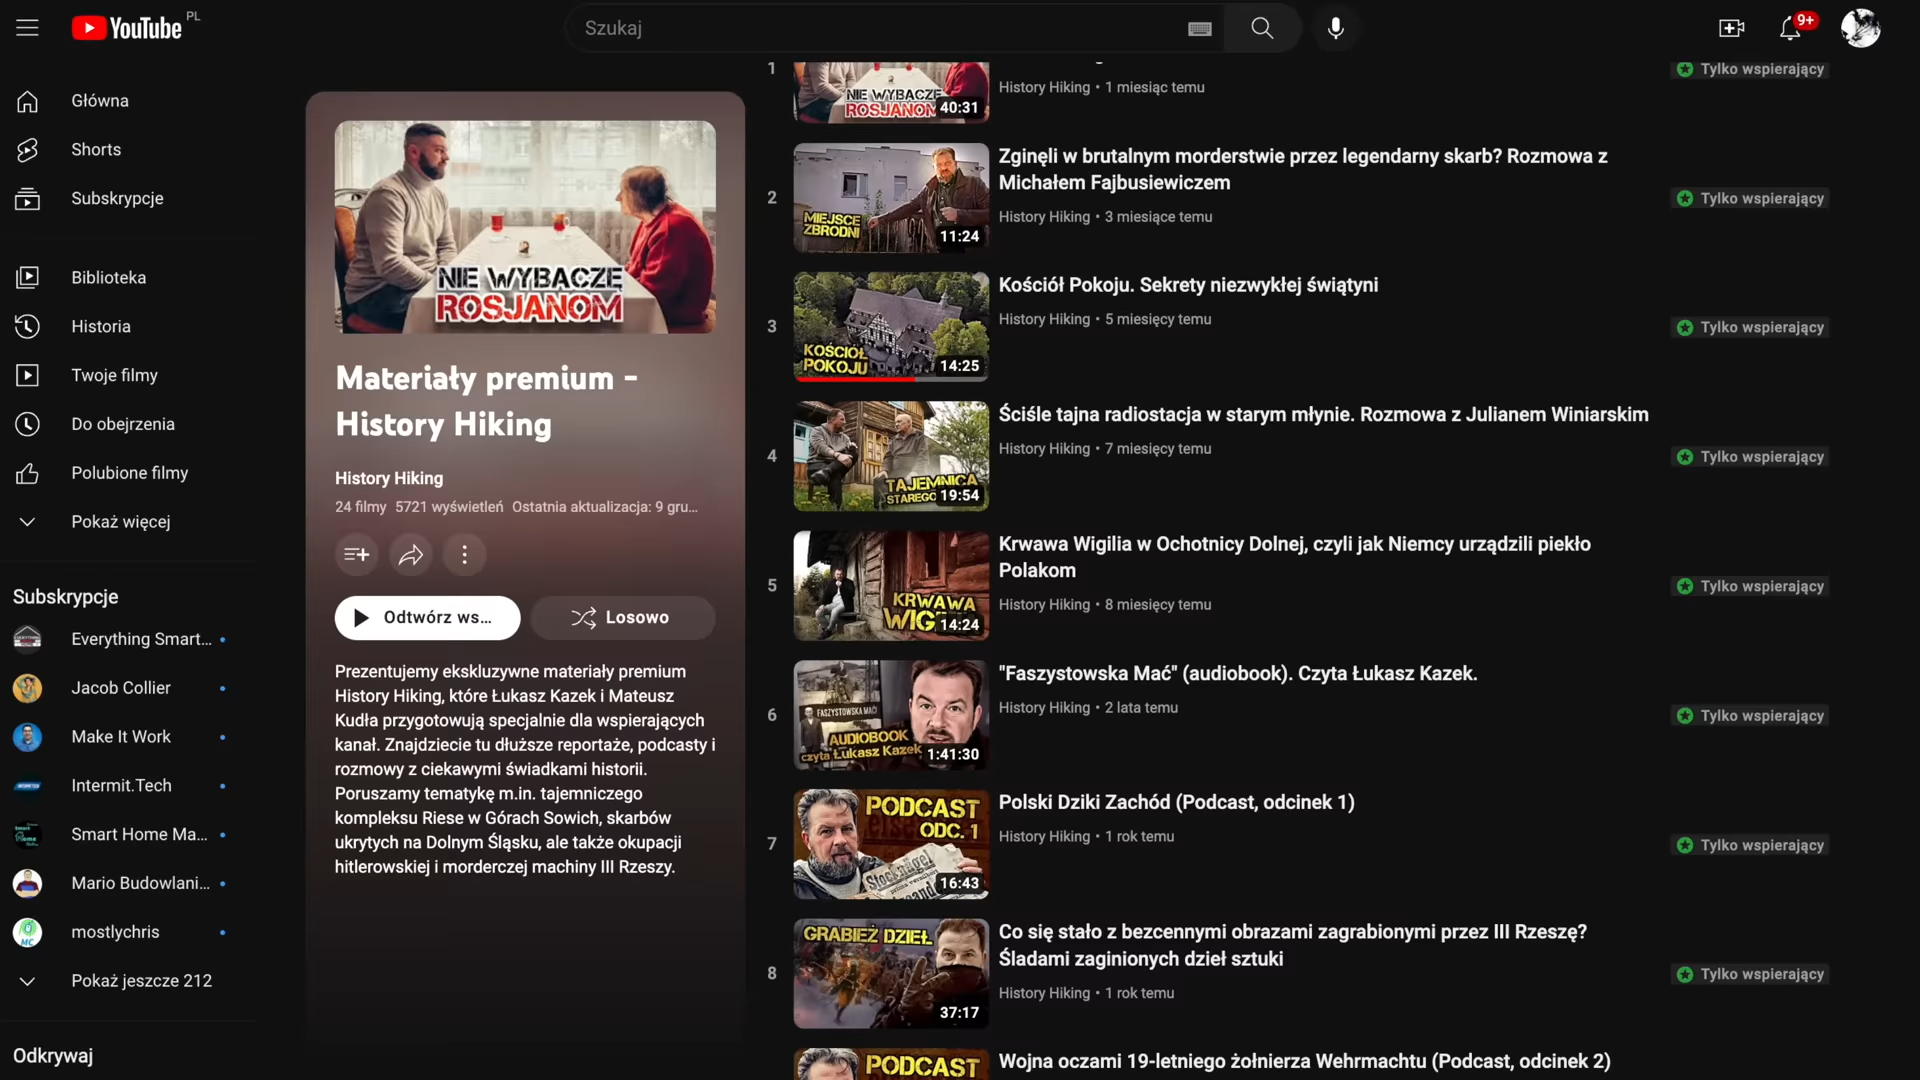 YouTube PL
Szukaj
9+
Główna
Shorts
Subskrypcje
Biblioteka
Historia
Twoje filmy
Do obejrzenia
Polubione filmy
Pokaż więcej
Subskrypcje
Everything Smart...
Jacob Collier
Make It Work
Intermit.Tech
Smart Home Ma...
Mario Budowlani...
mostlychris
Pokaż jeszcze 212
Odkrywaj
NIE WYBACZĘ
ROSJANOM
Materiały premium -
History Hiking
History Hiking
24 filmy 5721 wyświetleń Ostatnia aktualizacja: 9 gru...
Odtwórz ws...
Losowo
Prezentujemy ekskluzywne materiały premium
History Hiking, które Łukasz Kazek i Mateusz
Kudła przygotowują specjalnie dla wspierających
kanał. Znajdziecie tu dłuższe reportaże, podcasty i
rozmowy z ciekawymi świadkami historii.
Poruszamy tematykę m.in. tajemniczego
kompleksu Riese w Górach Sowich, skarbów
ukrytych na Dolnym Śląsku, ale także okupacji
hitlerowskiej i morderczej machiny III Rzeszy.
1
NIE WYBACZĘ
ROSJANOM
40:31
History Hiking • 1 miesiąc temu
Tylko wspierający
2
MIEJSCE
ZBRODNI
11:24
Zginęli w brutalnym morderstwie przez legendarny skarb? Rozmowa z
Michałem Fajbusiewiczem
History Hiking • 3 miesiące temu
Tylko wspierający
3
KOŚCIÓŁ
POKOJU
14:25
Kościół Pokoju. Sekrety niezwykłej świątyni
History Hiking • 5 miesięcy temu
Tylko wspierający
4
TAJEMNICA
STAREGO
19:54
Ściśle tajna radiostacja w starym młynie. Rozmowa z Julianem Winiarskim
History Hiking • 7 miesięcy temu
Tylko wspierający
5
KRWAWA
WIG
14:24
Krwawa Wigilia w Ochotnicy Dolnej, czyli jak Niemcy urządzili piekło
Polakom
History Hiking • 8 miesięcy temu
Tylko wspierający
6
FASZYSTOWSKA MAĆ!
AUDIOBOOK
czyta Łukasz Kazek
1:41:30
"Faszystowska Mać" (audiobook). Czyta Łukasz Kazek.
History Hiking • 2 lata temu
Tylko wspierający
7
PODCAST
ODC. 1
Stocknägel
16:43
Polski Dziki Zachód (Podcast, odcinek 1)
History Hiking • 1 rok temu
Tylko wspierający
8
GRABIEŻ DZIEŁ
37:17
Co się stało z bezcennymi obrazami zagrabionymi przez III Rzeszę?
Śladami zaginionych dzieł sztuki
History Hiking • 1 rok temu
Tylko wspierający
PODCAST
Wojna oczami 19-letniego żołnierza Wehrmachtu (Podcast, odcinek 2)